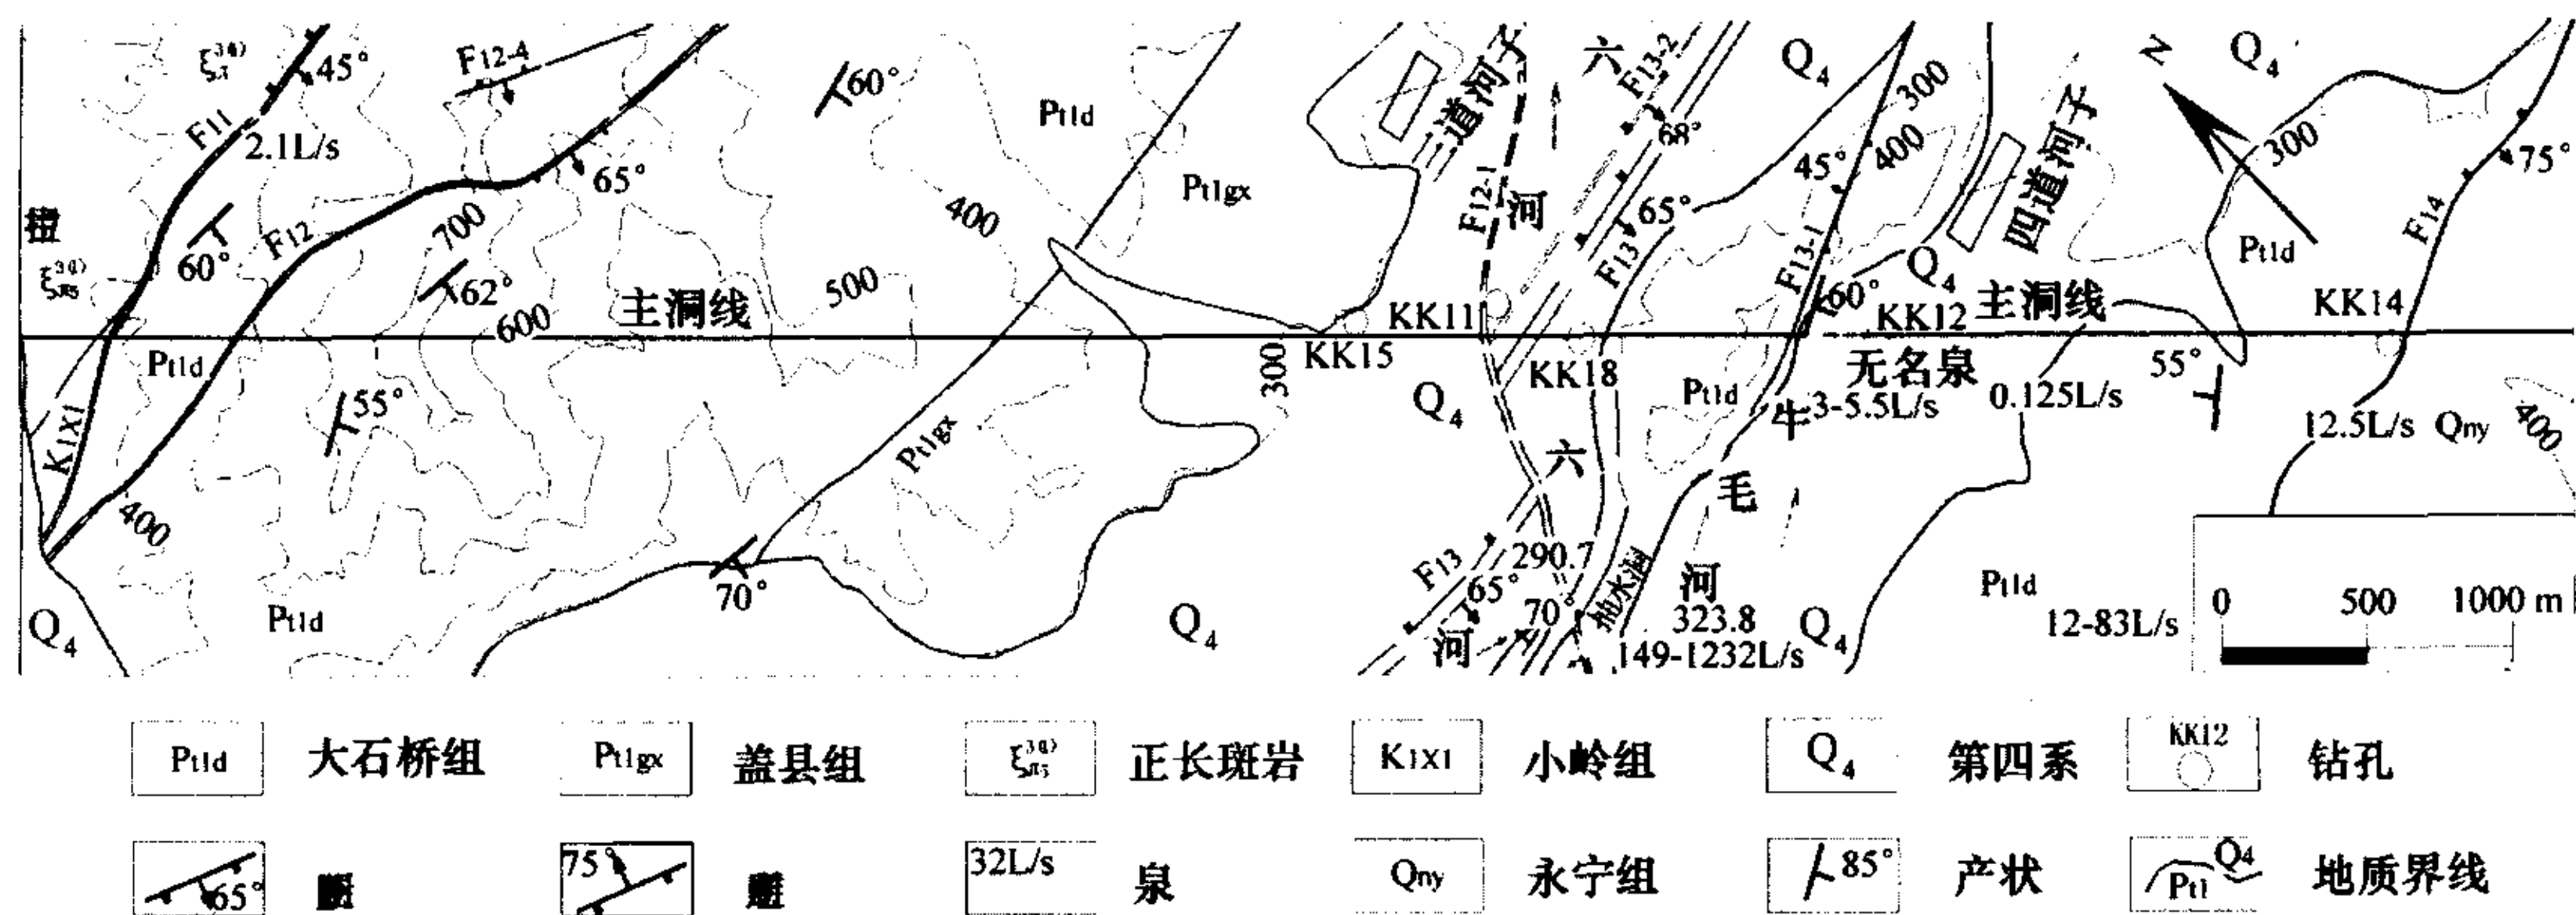 ξ
45°
F12-4
60°
Pt1d
三道河子
六
F13-2
Q4
300
N
Q4
F11
2.1L/s
65°
Pt1gx
F12-1
河
68°
45°
400
四道河子
300
75°
60°
F12
700
400
65°
F13
F13-1
Q4
Pt1d
F14
62°
600
主洞线
500
KK11
60°
KK12
主洞线
KK14
Pt1d
K1X1
55°
Pt1gx
300
KK15
Q4
KK18
Pt1d
无名泉
牛
3-5.5L/s
0.125L/s
55°
12.5L/s
Qny
400
400
六
毛
70°
F13
290.7
65°
70°
河
323.8
149-1232L/s
Q4
Pt1d
Q4
Q4
Pt1d
河
12-83L/s
0 500 1000 m
Pt1d 大石桥组
Pt1gx 盖县组
正长斑岩
K1X1 小岭组
Q4 第四系
KK12 钻孔
65°
75°
32L/s 泉
Qny 永宁组
85° 产状
Q4 Pt1 地质界线